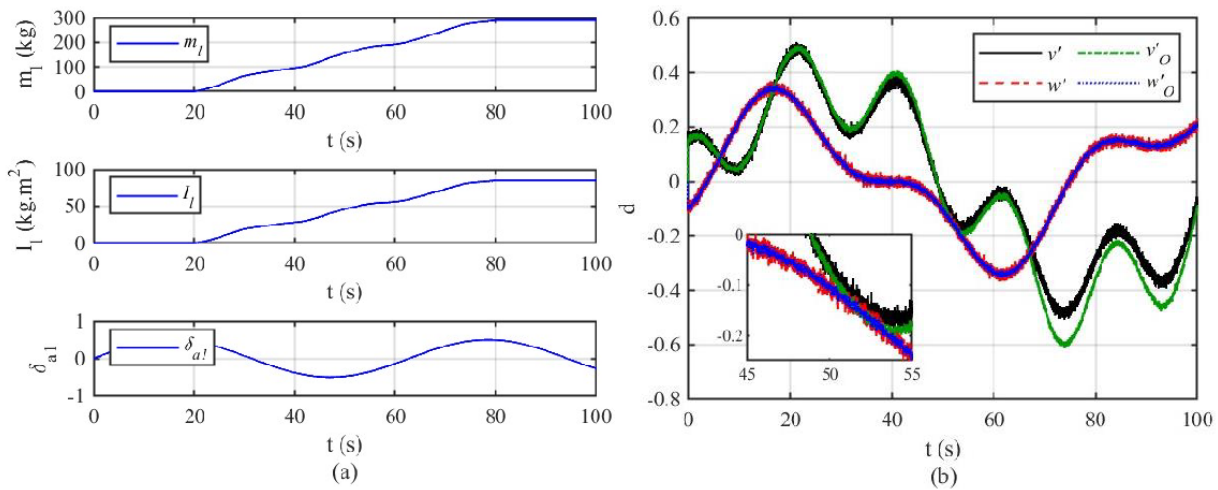 300
200
100
0
m_l (kg)
m_l
0 20 40 60 80 100
t (s)
100
50
0
I_l (kg.m²)
I_l
0 20 40 60 80 100
t (s)
1
0
-1
δ_al
δ_al
0 20 40 60 80 100
t (s)
(a)
0.6
0.4
0.2
0
-0.2
-0.4
-0.6
-0.8
d
v′ v′_O
w′ w′_O
0
-0.1
-0.2
45 50 55
0 20 40 60 80 100
t (s)
(b)